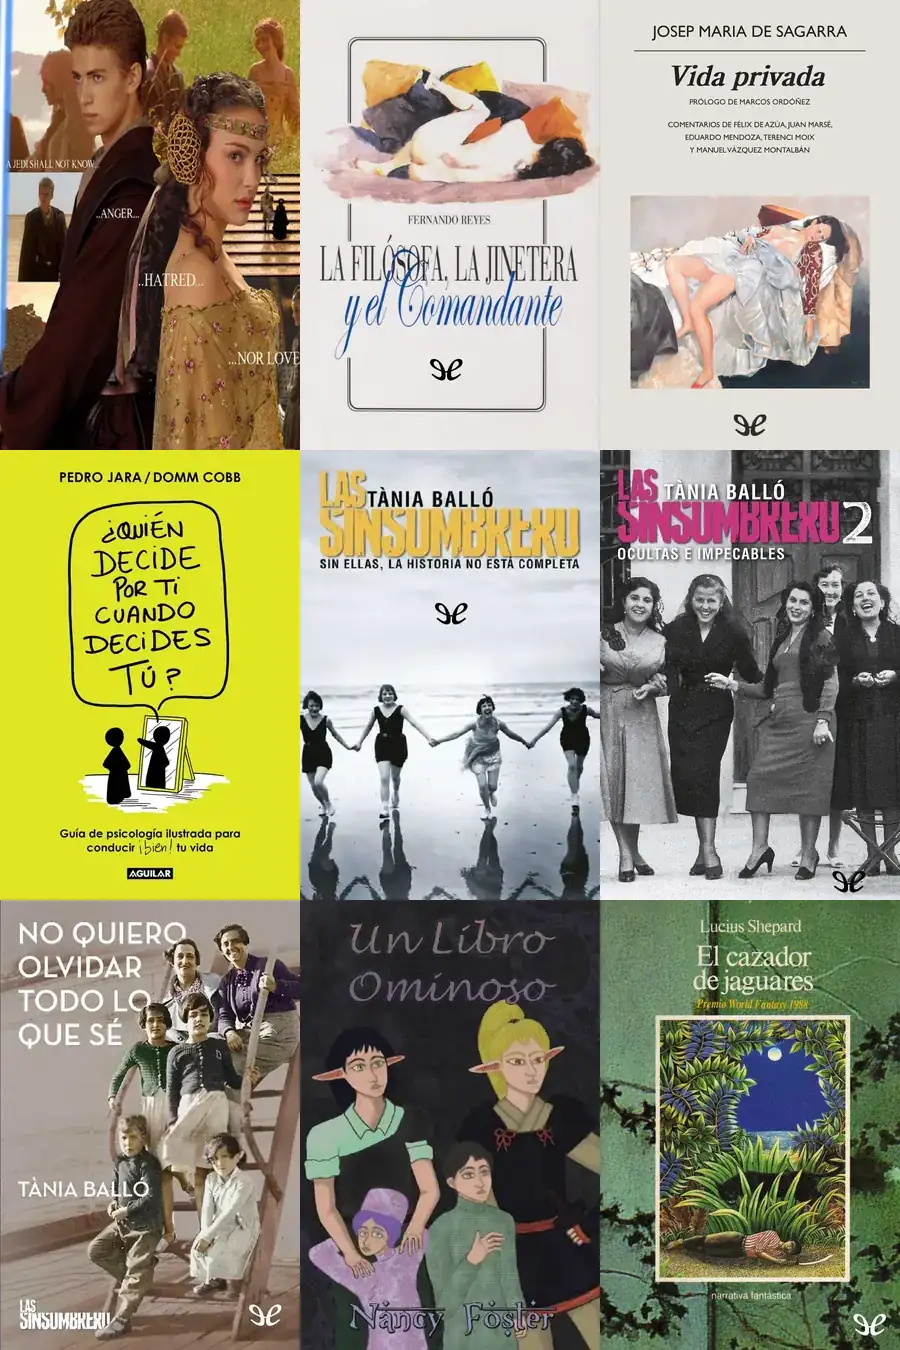 A JEDI SHALL NOT KNOW...
..ANGER...
..HATRED...
...NOR LOVE
FERNANDO REYES
LA FILÓSOFA, LA JINETERA
y el Comandante
JOSEP MARIA DE SAGARRA
Vida privada
PRÓLOGO DE MARCOS ORDÓÑEZ
COMENTARIOS DE FÉLIX DE AZÚA, JUAN MARSÉ,
EDUARDO MENDOZA, TERENCI MOIX
Y MANUEL VÁZQUEZ MONTALBÁN
PEDRO JARA / DOMM COBB
¿QUIÉN
DECIDE
POR TI
CUANDO
DECIDES
TÚ?
Guía de psicología ilustrada para
conducir ¡bien! tu vida
AGUILAR
LAS
TÀNIA BALLÓ
SINSOMBRERO
SIN ELLAS, LA HISTORIA NO ESTÁ COMPLETA
LAS
TÀNIA BALLÓ
SINSOMBRERO 2
OCULTAS E IMPECABLES
NO QUIERO
OLVIDAR
TODO LO
QUE SÉ
TÀNIA BALLÓ
LAS
SINSOMBRERO
Un Libro
Ominoso
Nancy Foster
Lucius Shepard
El cazador
de jaguares
Premio World Fantasy 1988
narrativa fantástica